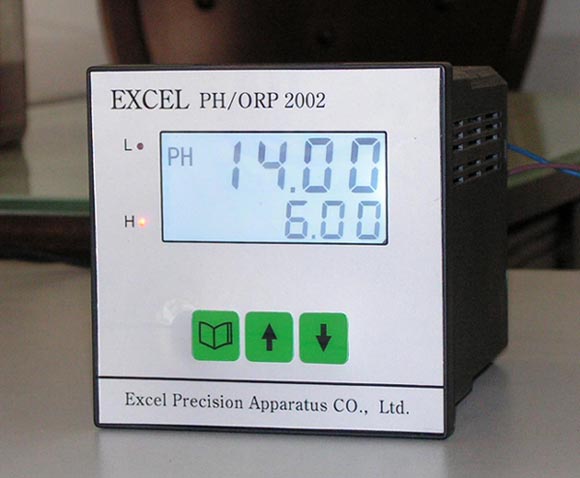 EXCEL PH/ORP 2002
L
PH 14.00
6.00
H
Excel Precision Apparatus CO., Ltd.